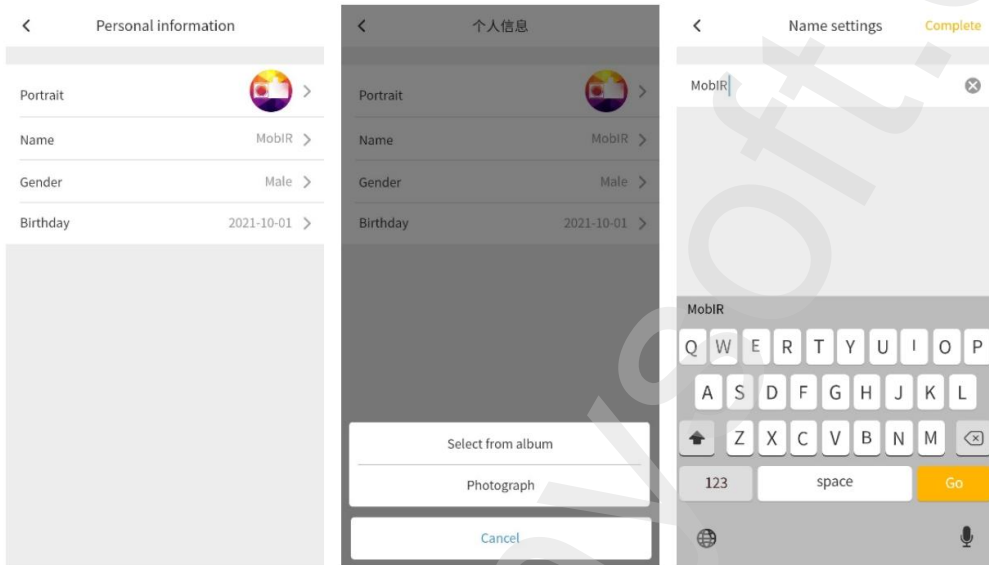 Personal information
Portrait
Name MobIR
Gender Male
Birthday 2021-10-01
个人信息
Portrait
Name MobIR
Gender Male
Birthday 2021-10-01
Select from album
Photograph
Cancel
Name settings Complete
MobIR
MobIR
Q W E R T Y U I O P
A S D F G H J K L
Z X C V B N M
123 space Go